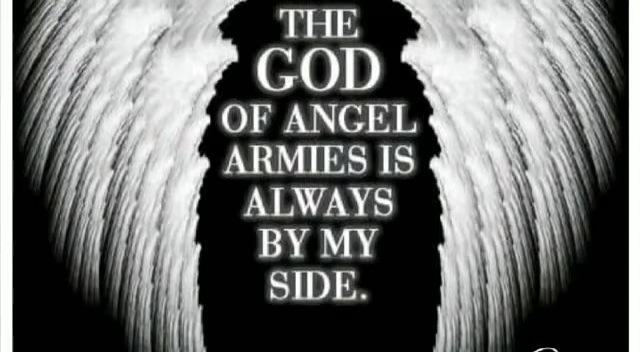 THE
GOD
OF ANGEL
ARMIES IS
ALWAYS
BY MY
SIDE.